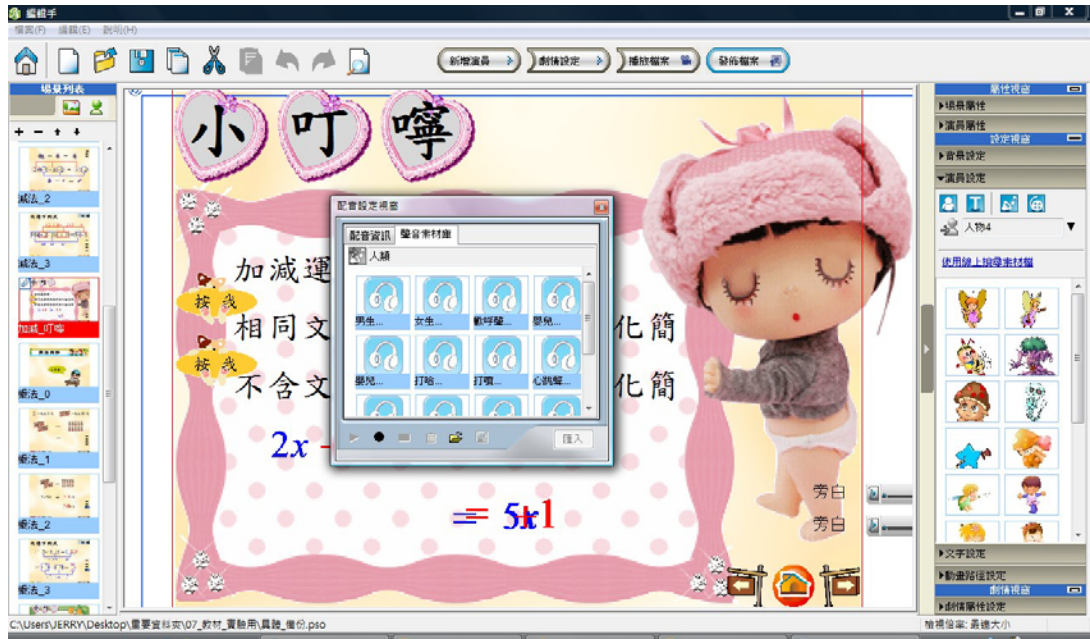 編輯手
檔案(F) 編輯(E) 說明(H)
新增演員 劇情設定 播放檔案 發佈檔案
場景列表
減法_2
減法_3
加減_叮嚀
乘法_0
乘法_1
乘法_2
乘法_3
小叮嚀
加減運
按我
相同文 化簡
按我
不含文 化簡
2x
= 5x
+1
旁白
旁白
配音設定視窗
配音資訊 聲音素材庫
人類
男生... 女生... 歡呼聲... 嬰兒...
嬰兒... 打哈... 打噴... 心跳聲...
匯入
屬性視窗
場景屬性
演員屬性
設定視窗
背景設定
演員設定
人物4
使用線上搜尋素材檔
文字設定
動畫路徑設定
劇情視窗
劇情屬性設定
C:\Users\JERRY\Desktop\重要資料夾\07_教材_實驗用\具體_備份.pso
檢視倍率: 最適大小